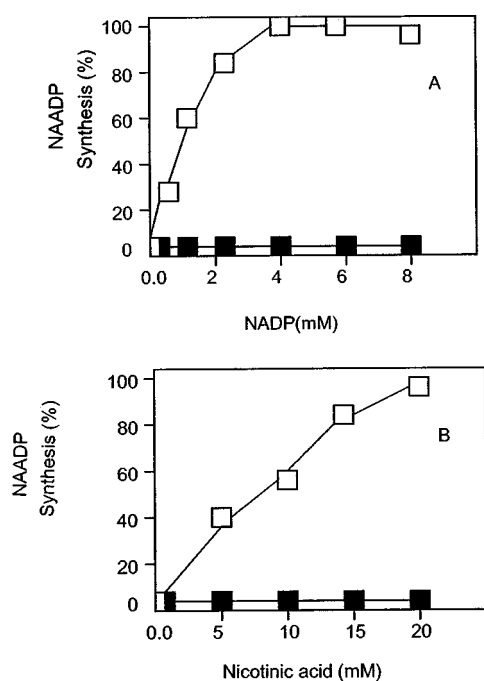 100
80
60
40
20
0
NAADP
Synthesis (%)
A
0.0 2 4 6 8
NADP(mM)
100
80
60
40
20
0
NAADP
Synthesis (%)
B
0.0 5 10 15 20
Nicotinic acid (mM)